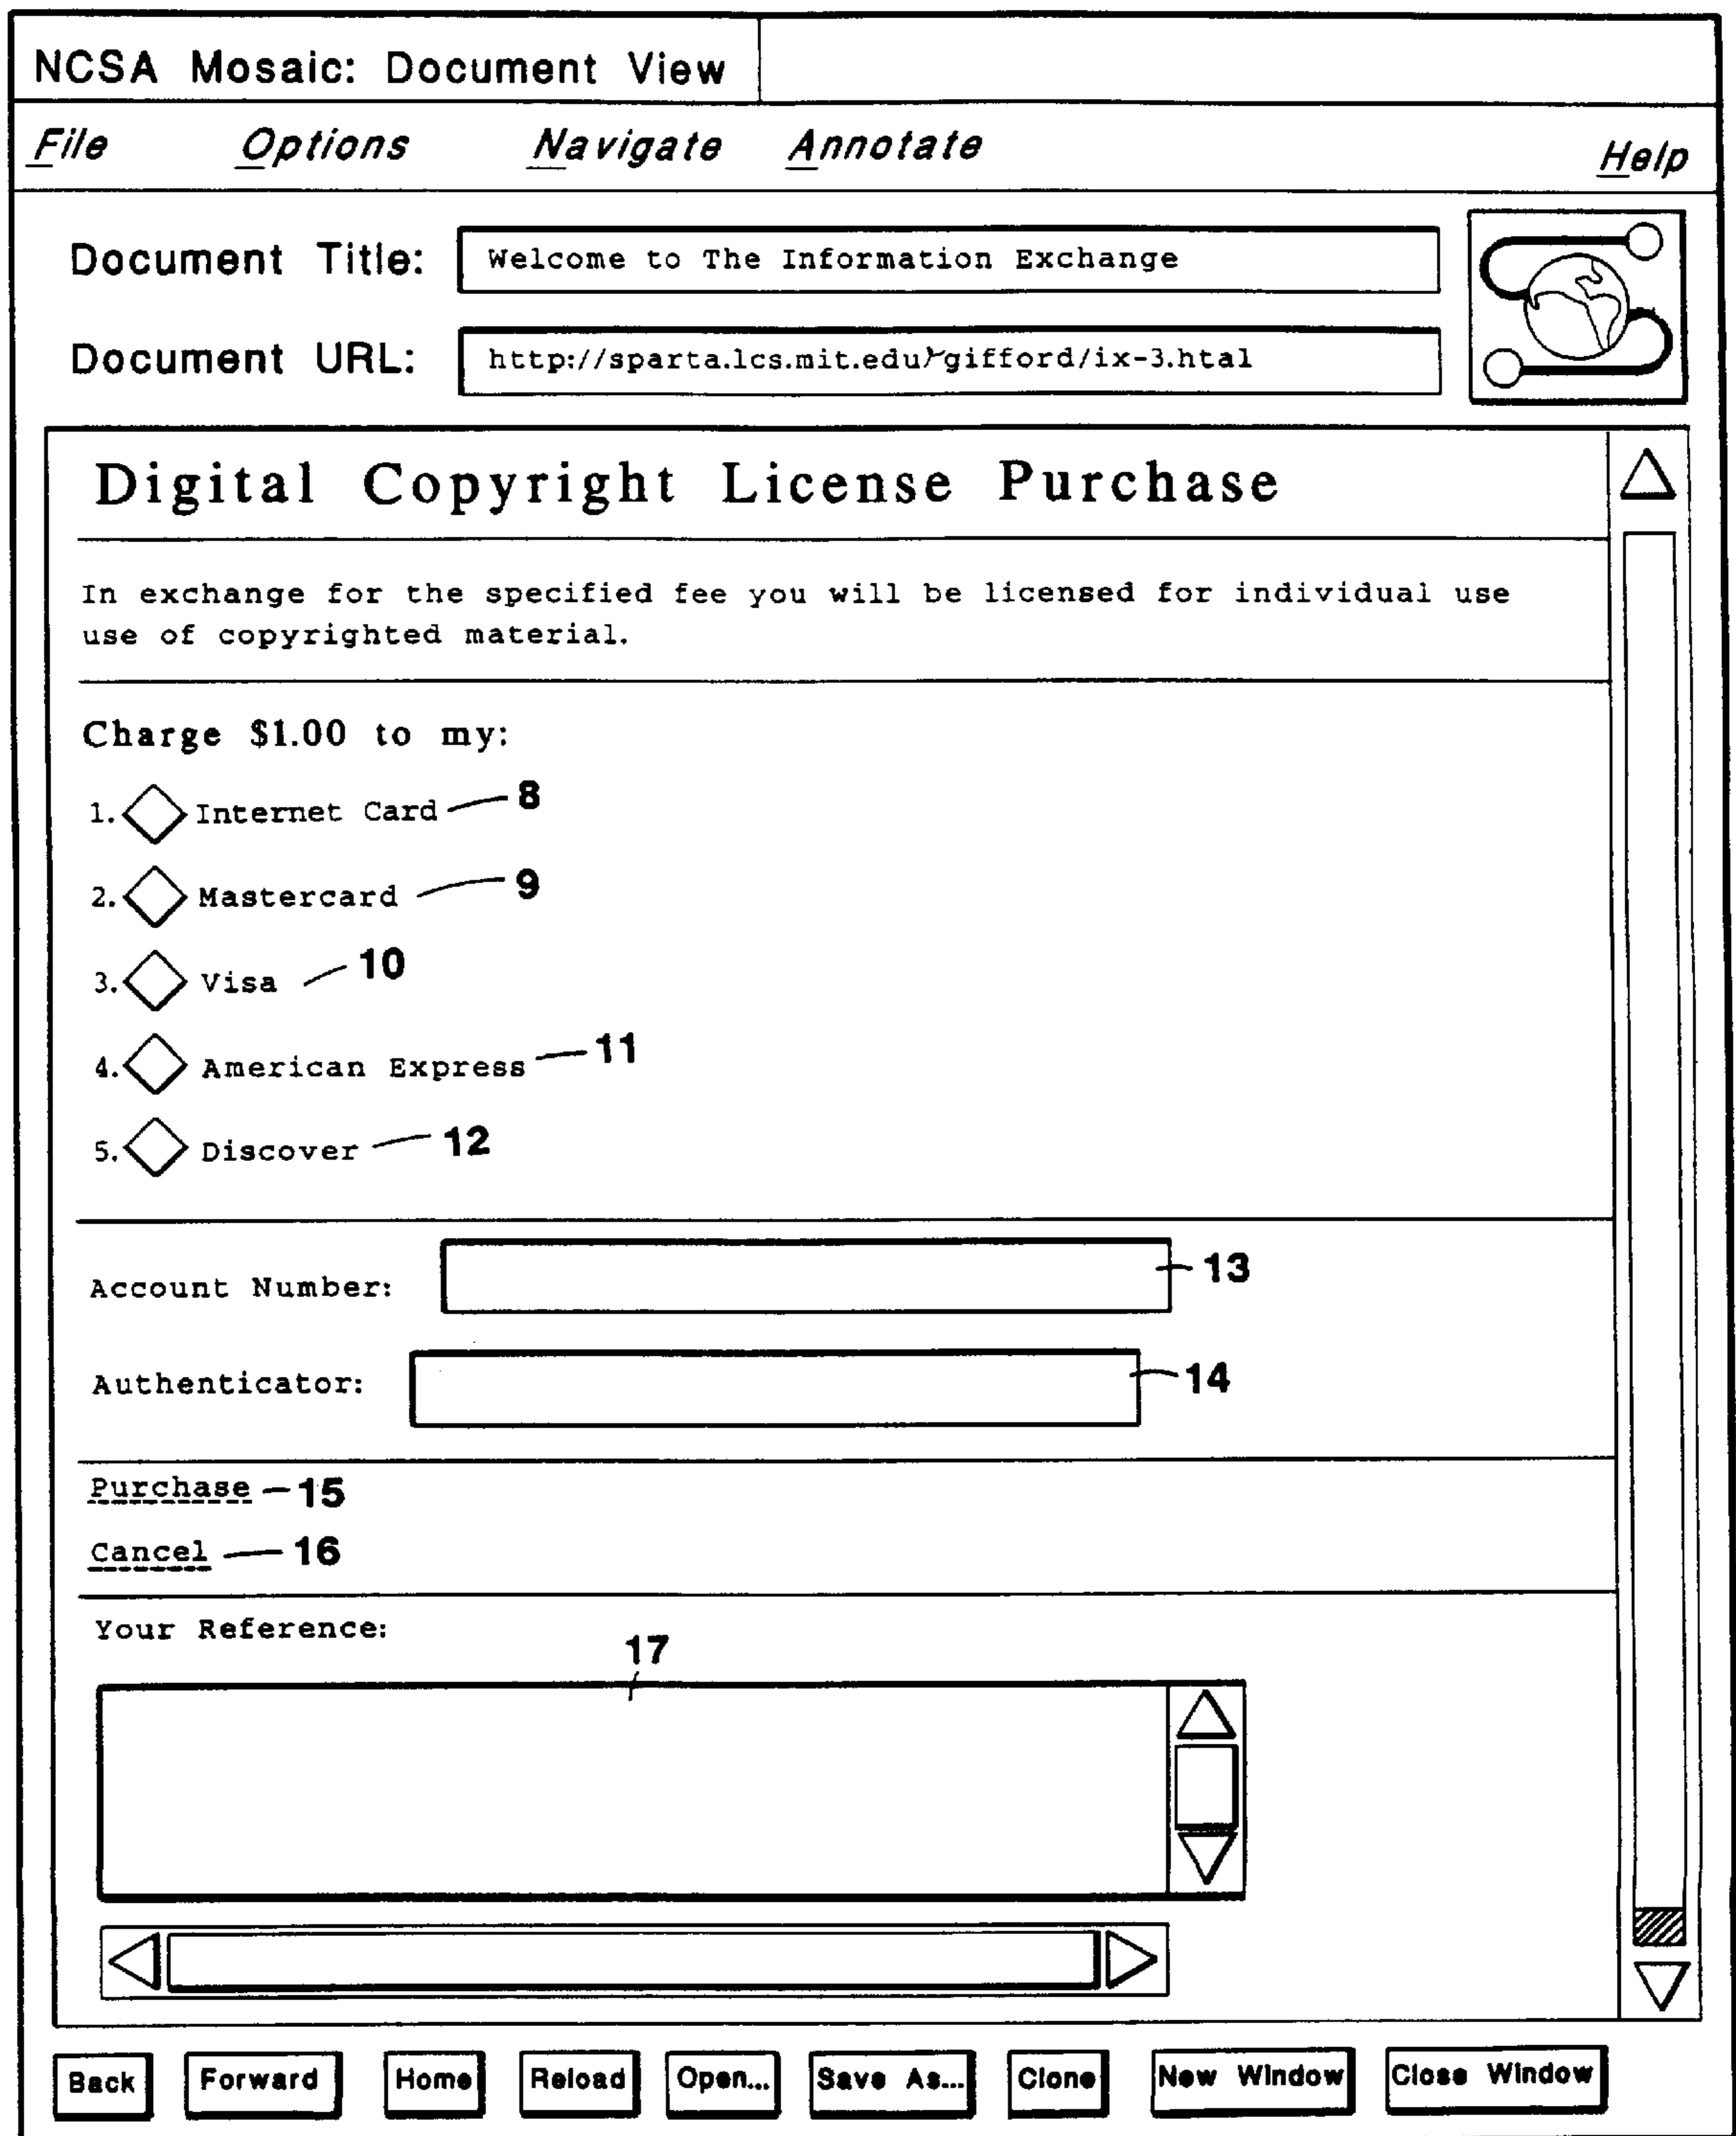 NCSA Mosaic: Document View
File Options Navigate Annotate Help
Document Title: Welcome to The Information Exchange
Document URL: http://sparta.lcs.mit.edu/~gifford/ix-3.htal
Digital Copyright License Purchase
In exchange for the specified fee you will be licensed for individual use
use of copyrighted material.
Charge $1.00 to my:
1. Internet Card 8
2. Mastercard 9
3. Visa 10
4. American Express 11
5. Discover 12
Account Number: 13
Authenticator: 14
Purchase 15
Cancel 16
Your Reference:
17
Back Forward Home Reload Open... Save As... Clone New Window Close Window